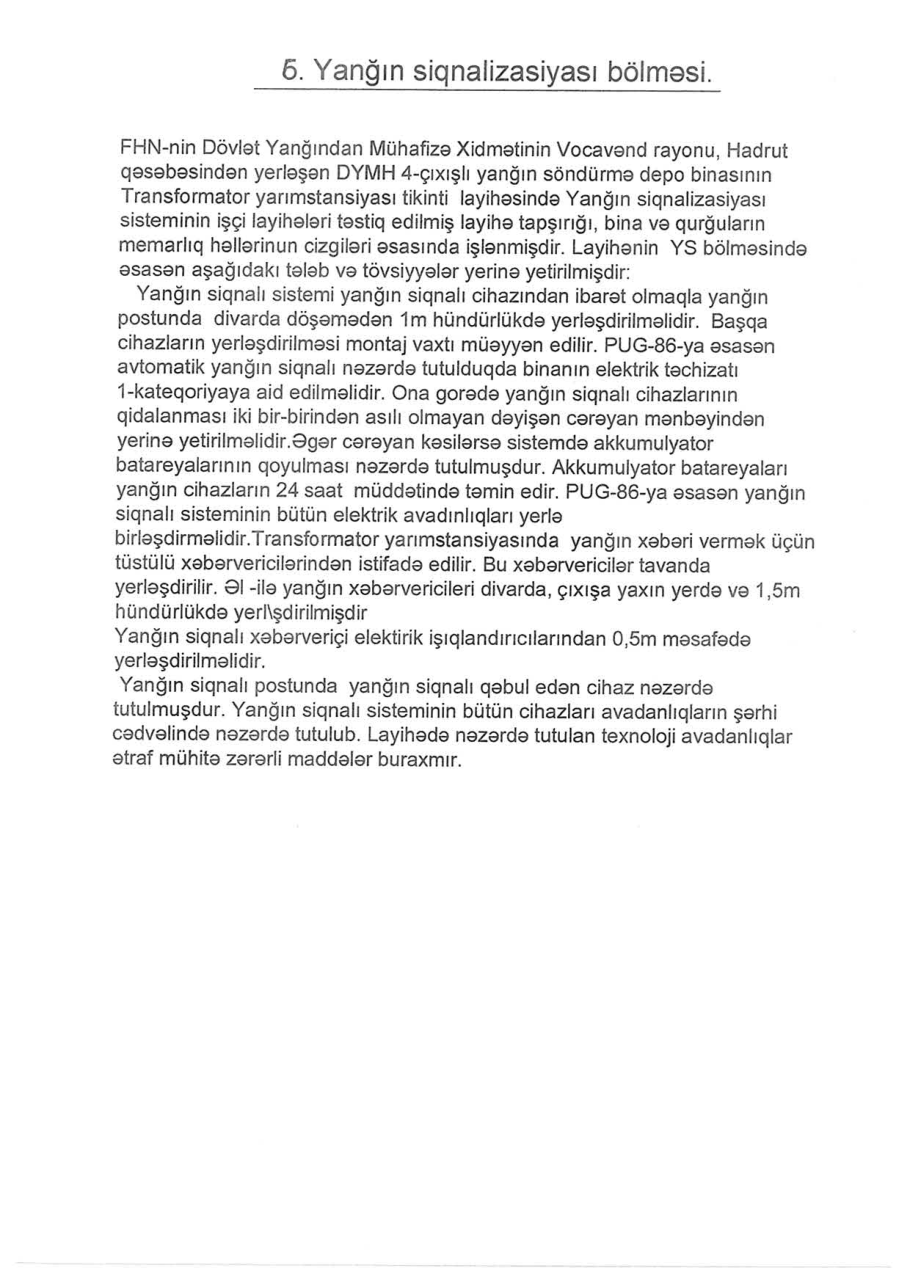 6. Yanğın siqnalizasiyası bölməsi.
FHN-nin Dövlət Yanğından Mühafizə Xidmətinin Vocavənd rayonu, Hadrut
qəsəbəsindən yerləşən DYMH 4-çıxışlı yanğın söndürmə depo binasının
Transformator yarımstansiyası tikinti layihəsində Yanğın siqnalizasiyası
sisteminin işçi layihələri təstiq edilmiş layihə tapşırığı, bina və qurğuların
memarlıq həllərinun cizgiləri əsasında işlənmişdir. Layihənin YS bölməsində
əsasən aşağıdakı tələb və tövsiyyələr yerinə yetirilmişdir:
Yanğın siqnalı sistemi yanğın siqnalı cihazından ibarət olmaqla yanğın
postunda divarda döşəmədən 1m hündürlükdə yerləşdirilməlidir. Başqa
cihazların yerləşdirilməsi montaj vaxtı müəyyən edilir. PUG-86-ya əsasən
avtomatik yanğın siqnalı nəzərdə tutulduqda binanın elektrik təchizatı
1-kateqoriyaya aid edilməlidir. Ona gorədə yanğın siqnalı cihazlarının
qidalanması iki bir-birindən asılı olmayan dəyişən cərəyan mənbəyindən
yerinə yetirilməlidir.Əgər cərəyan kəsilərsə sistemdə akkumulyator
batareyalarının qoyulması nəzərdə tutulmuşdur. Akkumulyator batareyaları
yanğın cihazların 24 saat müddətində təmin edir. PUG-86-ya əsasən yanğın
siqnalı sisteminin bütün elektrik avadınlıqları yerlə
birləşdirməlidir.Transformator yarımstansiyasında yanğın xəbəri vermək üçün
tüstülü xəbərvericilərindən istifadə edilir. Bu xəbərvericilər tavanda
yerləşdirilir. Əl -ilə yanğın xəbərvericileri divarda, çıxışa yaxın yerdə və 1,5m
hündürlükdə yerl\şdirilmişdir
Yanğın siqnalı xəbərveriçi elektirik işıqlandırıcılarından 0,5m məsafədə
yerləşdirilməlidir.
Yanğın siqnalı postunda yanğın siqnalı qəbul edən cihaz nəzərdə
tutulmuşdur. Yanğın siqnalı sisteminin bütün cihazları avadanlıqların şərhi
cədvəlində nəzərdə tutulub. Layihədə nəzərdə tutulan texnoloji avadanlıqlar
ətraf mühitə zərərli maddələr buraxmır.